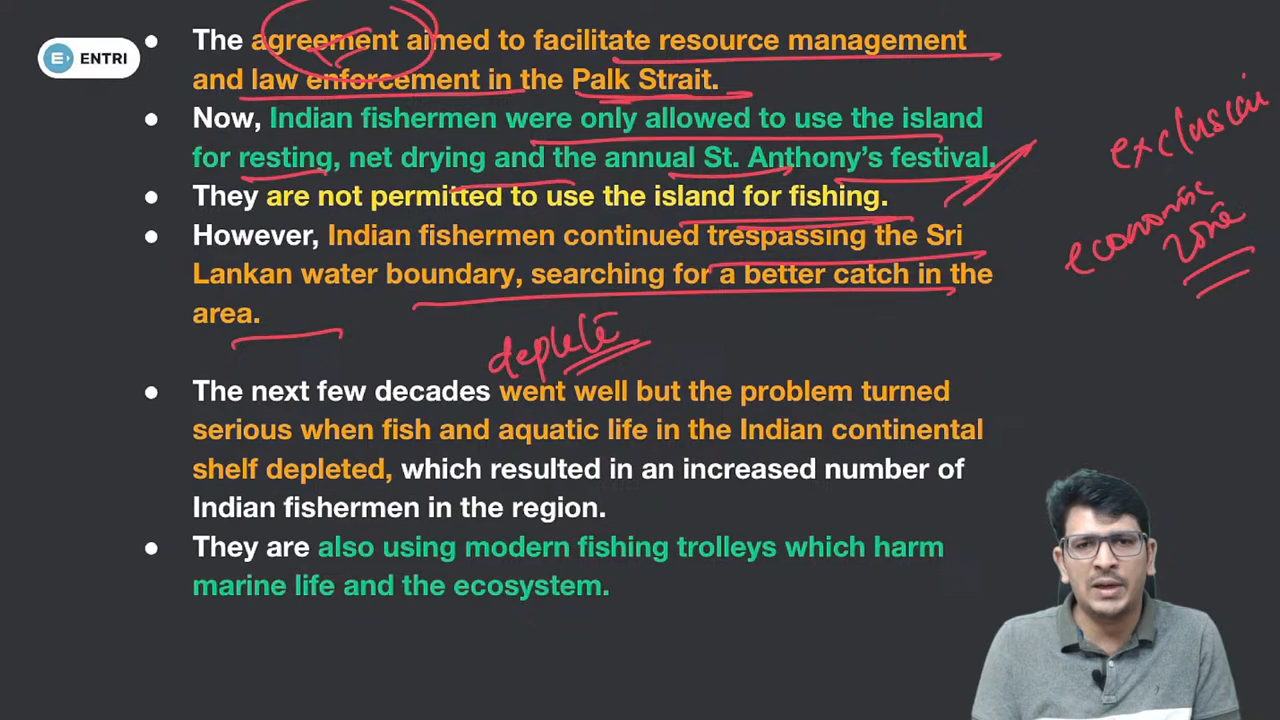 ENTRI
● The agreement aimed to facilitate resource management
and law enforcement in the Palk Strait.
● Now, Indian fishermen were only allowed to use the island
for resting, net drying and the annual St. Anthony's festival.
● They are not permitted to use the island for fishing.
● However, Indian fishermen continued trespassing the Sri
Lankan water boundary, searching for a better catch in the
area.
deplete
● The next few decades went well but the problem turned
serious when fish and aquatic life in the Indian continental
shelf depleted, which resulted in an increased number of
Indian fishermen in the region.
● They are also using modern fishing trolleys which harm
marine life and the ecosystem.
economic
zone